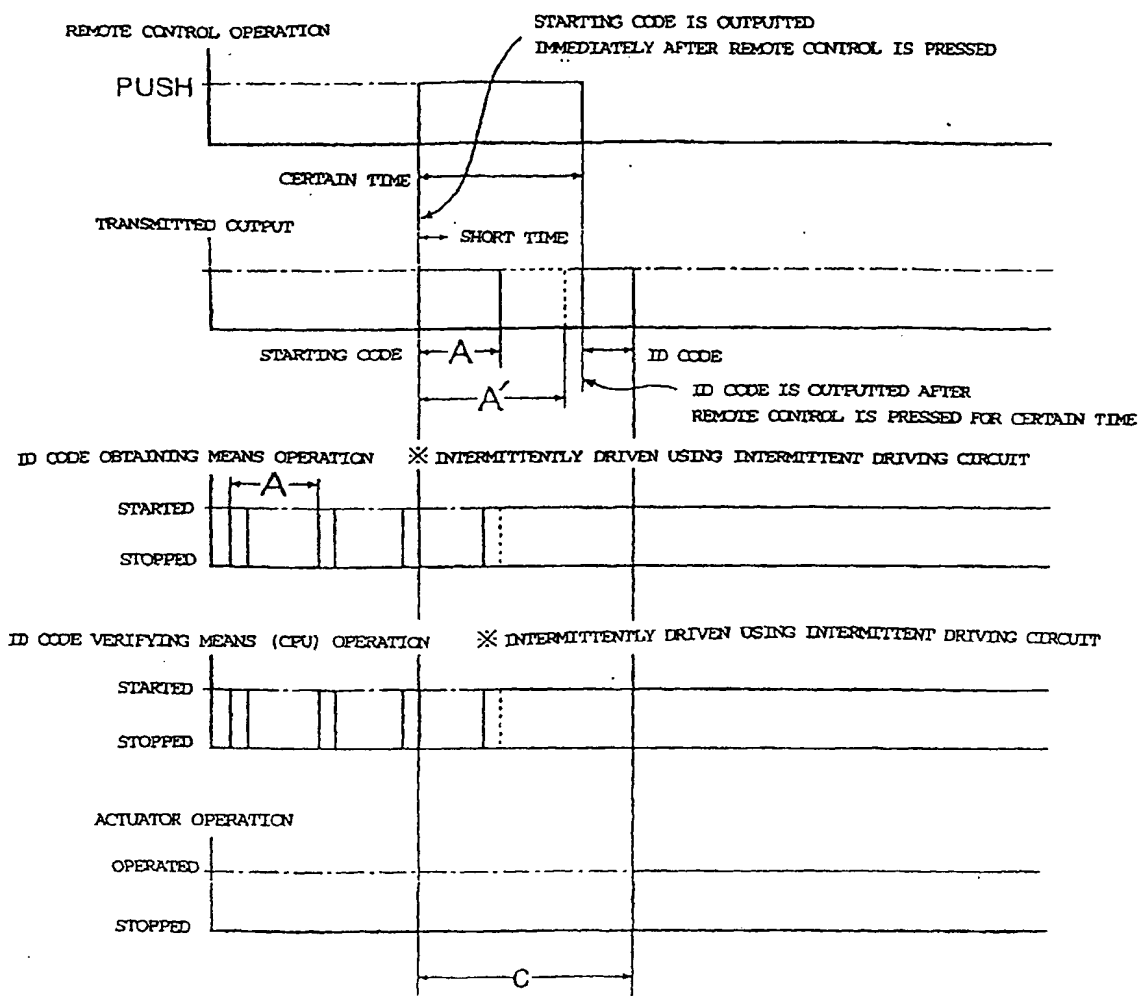 REMOTE CONTROL OPERATION
STARTING CODE IS OUTPUTTED
IMMEDIATELY AFTER REMOTE CONTROL IS PRESSED
PUSH
CERTAIN TIME
TRANSMITTED OUTPUT
SHORT TIME
STARTING CODE
A
ID CODE
A′
ID CODE IS OUTPUTTED AFTER
REMOTE CONTROL IS PRESSED FOR CERTAIN TIME
ID CODE OBTAINING MEANS OPERATION ※ INTERMITTENTLY DRIVEN USING INTERMITTENT DRIVING CIRCUIT
A
STARTED
STOPPED
ID CODE VERIFYING MEANS (CPU) OPERATION ※ INTERMITTENTLY DRIVEN USING INTERMITTENT DRIVING CIRCUIT
STARTED
STOPPED
ACTUATOR OPERATION
OPERATED
STOPPED
C